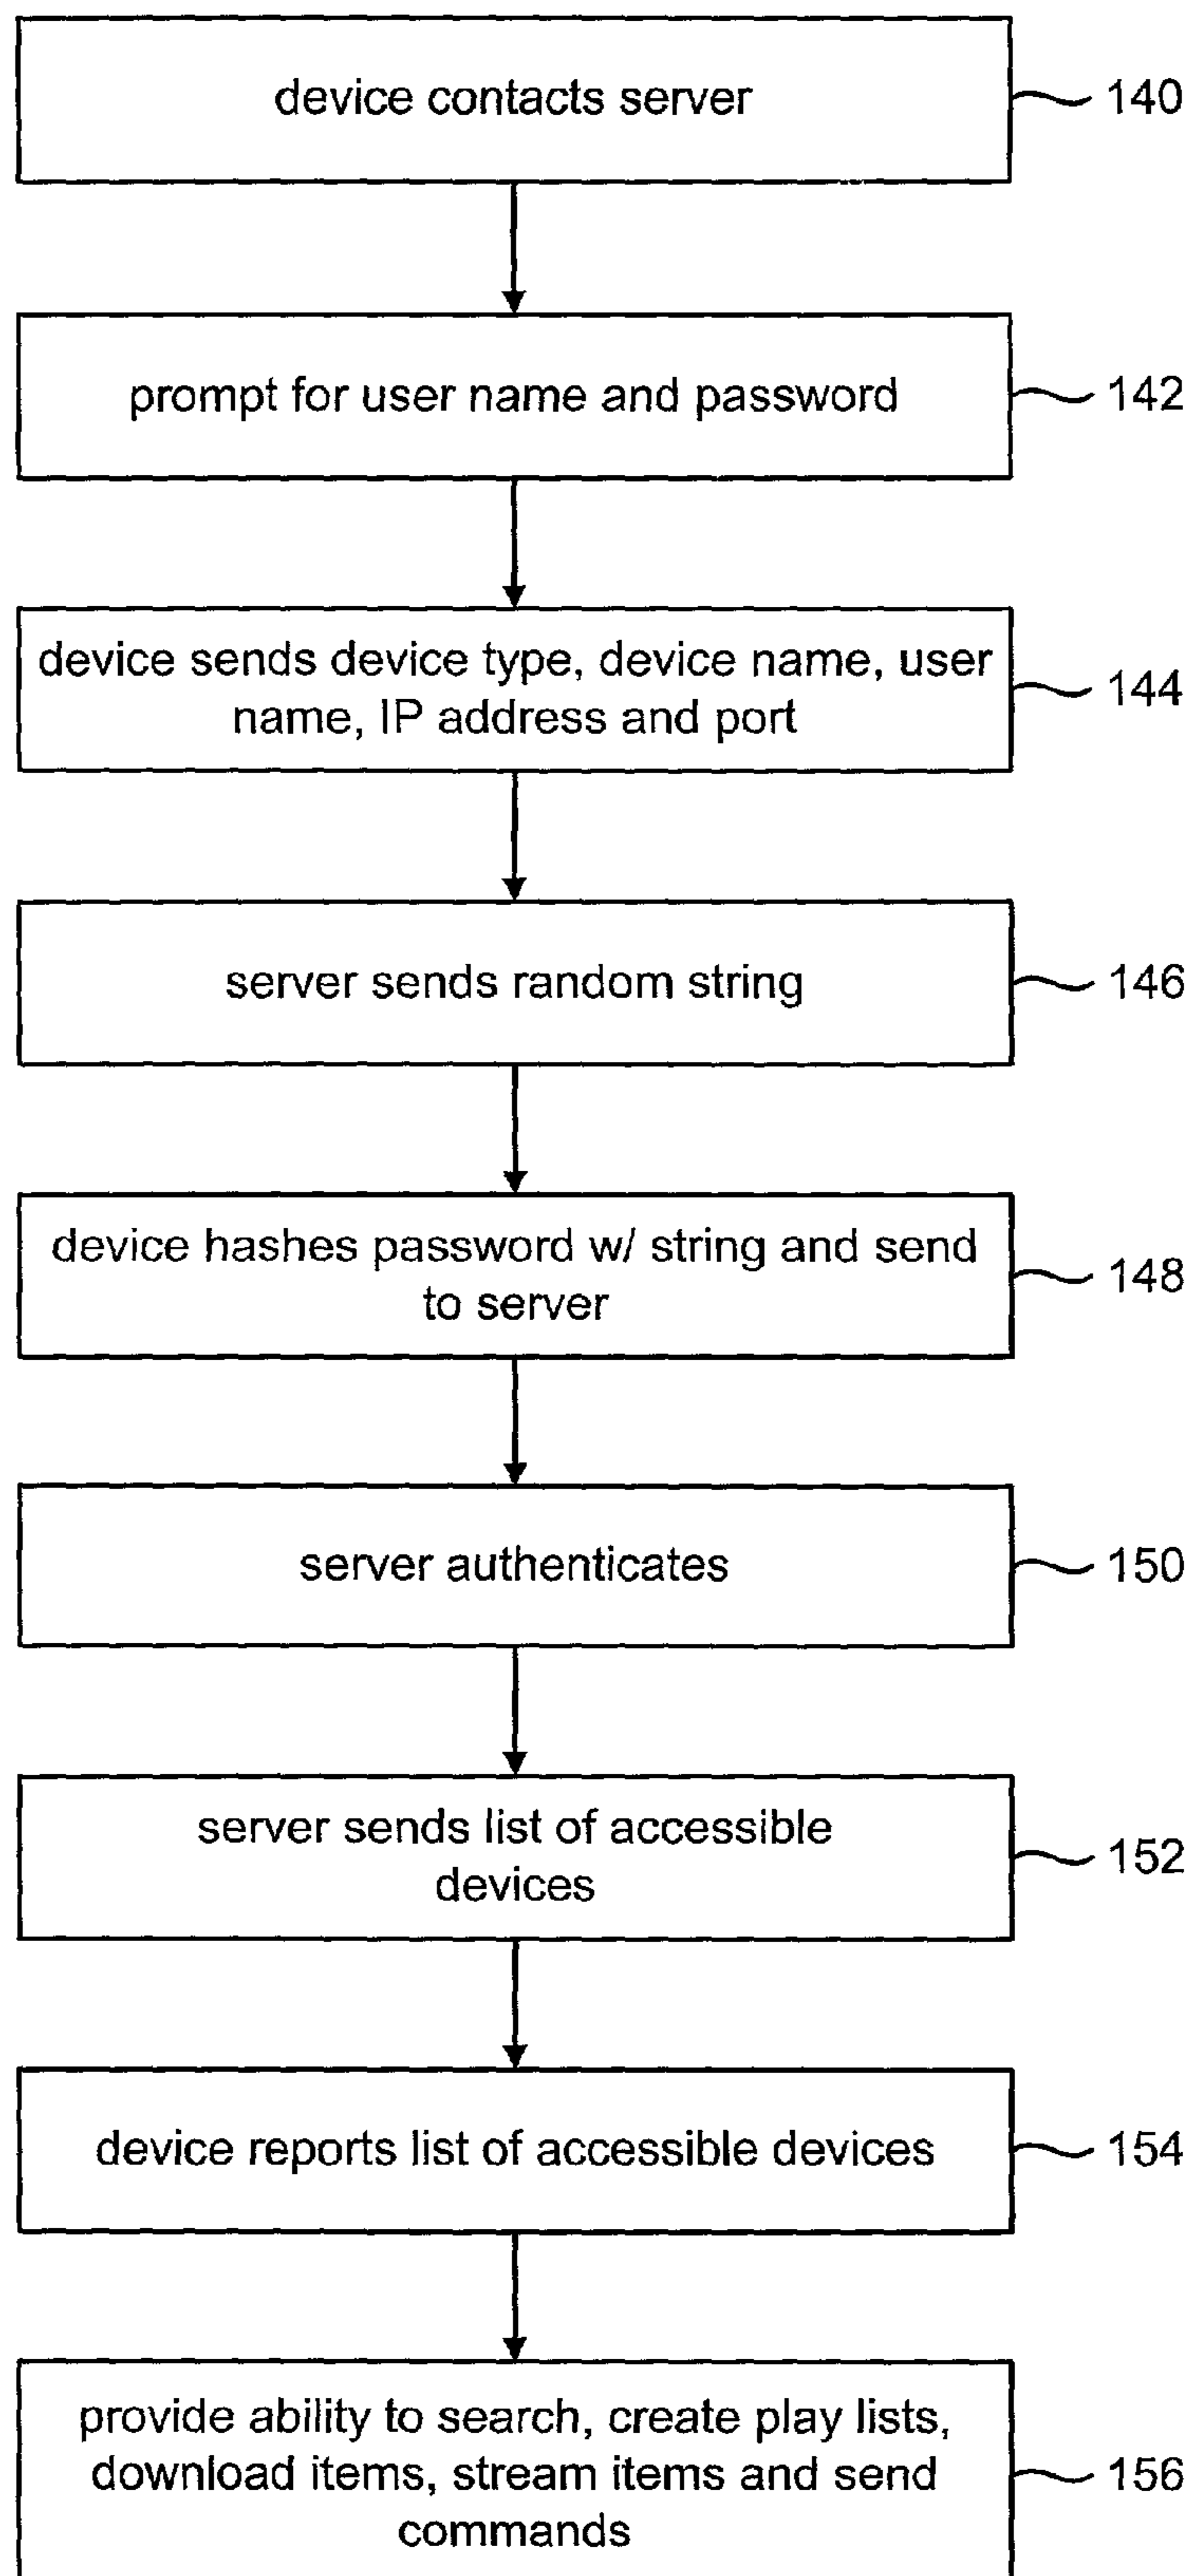 device contacts server
140
prompt for user name and password
142
device sends device type, device name, user
name, IP address and port
144
server sends random string
146
device hashes password w/ string and send
to server
148
server authenticates
150
server sends list of accessible
devices
152
device reports list of accessible devices
154
provide ability to search, create play lists,
download items, stream items and send
commands
156